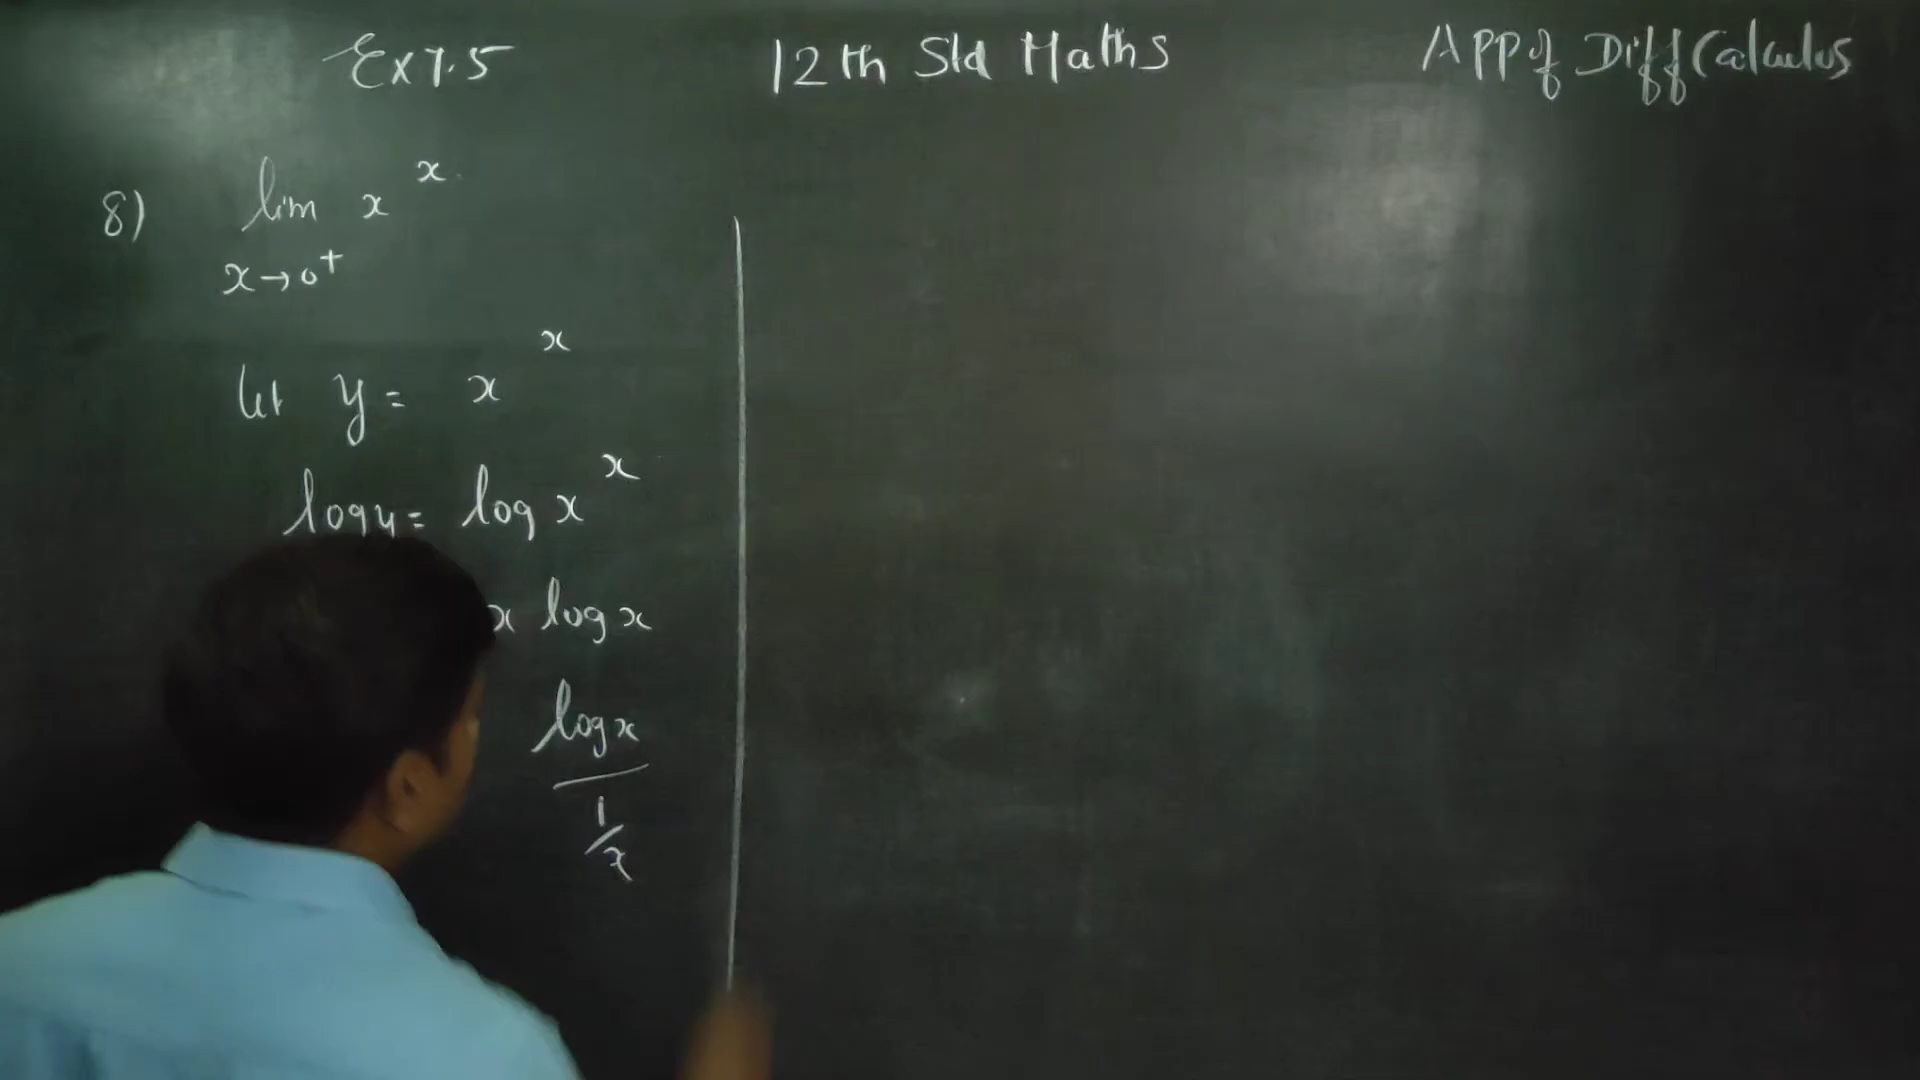 Ex 7.5 12th Std Maths App of Diff Calculus
8) lim x^x
x→0⁺
let y = x^x
log y = log x^x
x log x
log x
1/x